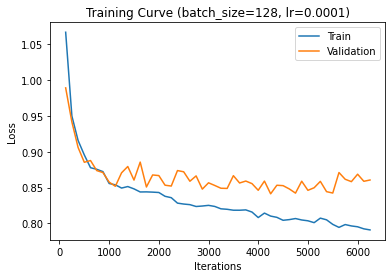 Training Curve (batch_size=128, lr=0.0001)
Train
Validation
Loss
1.05
1.00
0.95
0.90
0.85
0.80
0 1000 2000 3000 4000 5000 6000
Iterations